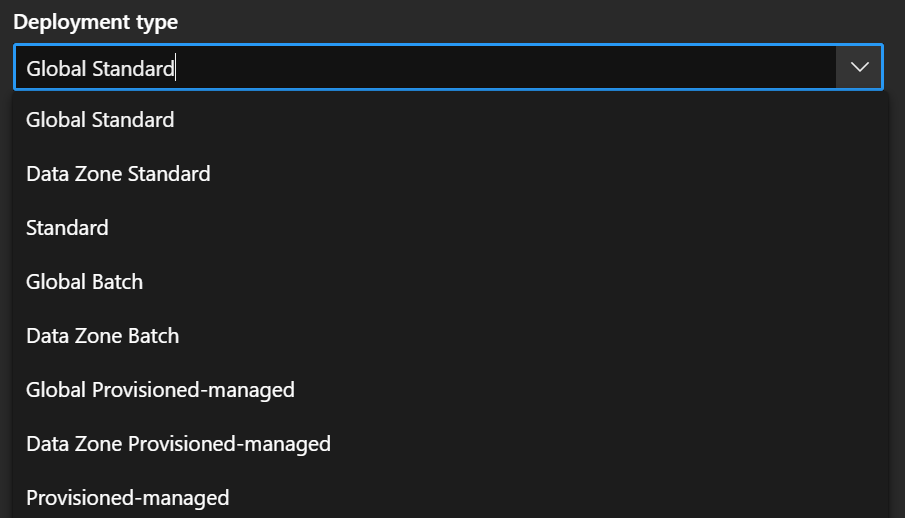 Deployment type
Global Standard
Global Standard
Data Zone Standard
Standard
Global Batch
Data Zone Batch
Global Provisioned-managed
Data Zone Provisioned-managed
Provisioned-managed